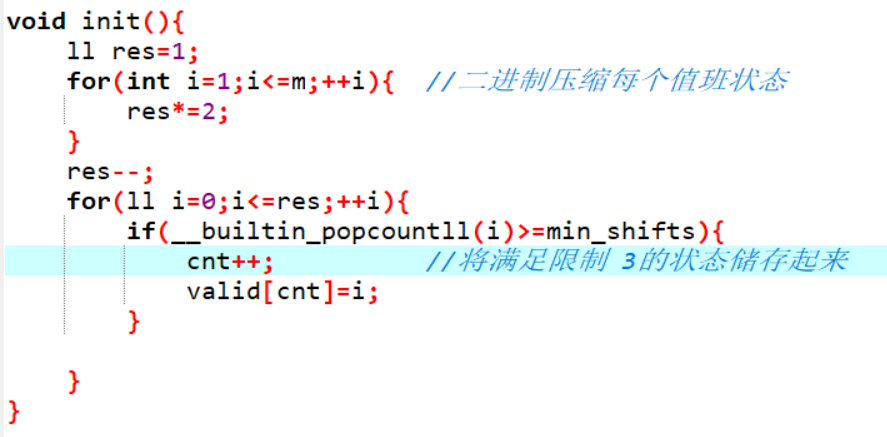 void init(){
    ll res=1;
    for(int i=1;i<=m;++i){  //二进制压缩每个值班状态
        res*=2;
    }
    res--;
    for(ll i=0;i<=res;++i){
        if(__builtin_popcountll(i)>=min_shifts){
            cnt++;          //将满足限制 3的状态储存起来
            valid[cnt]=i;
        }
    }
}